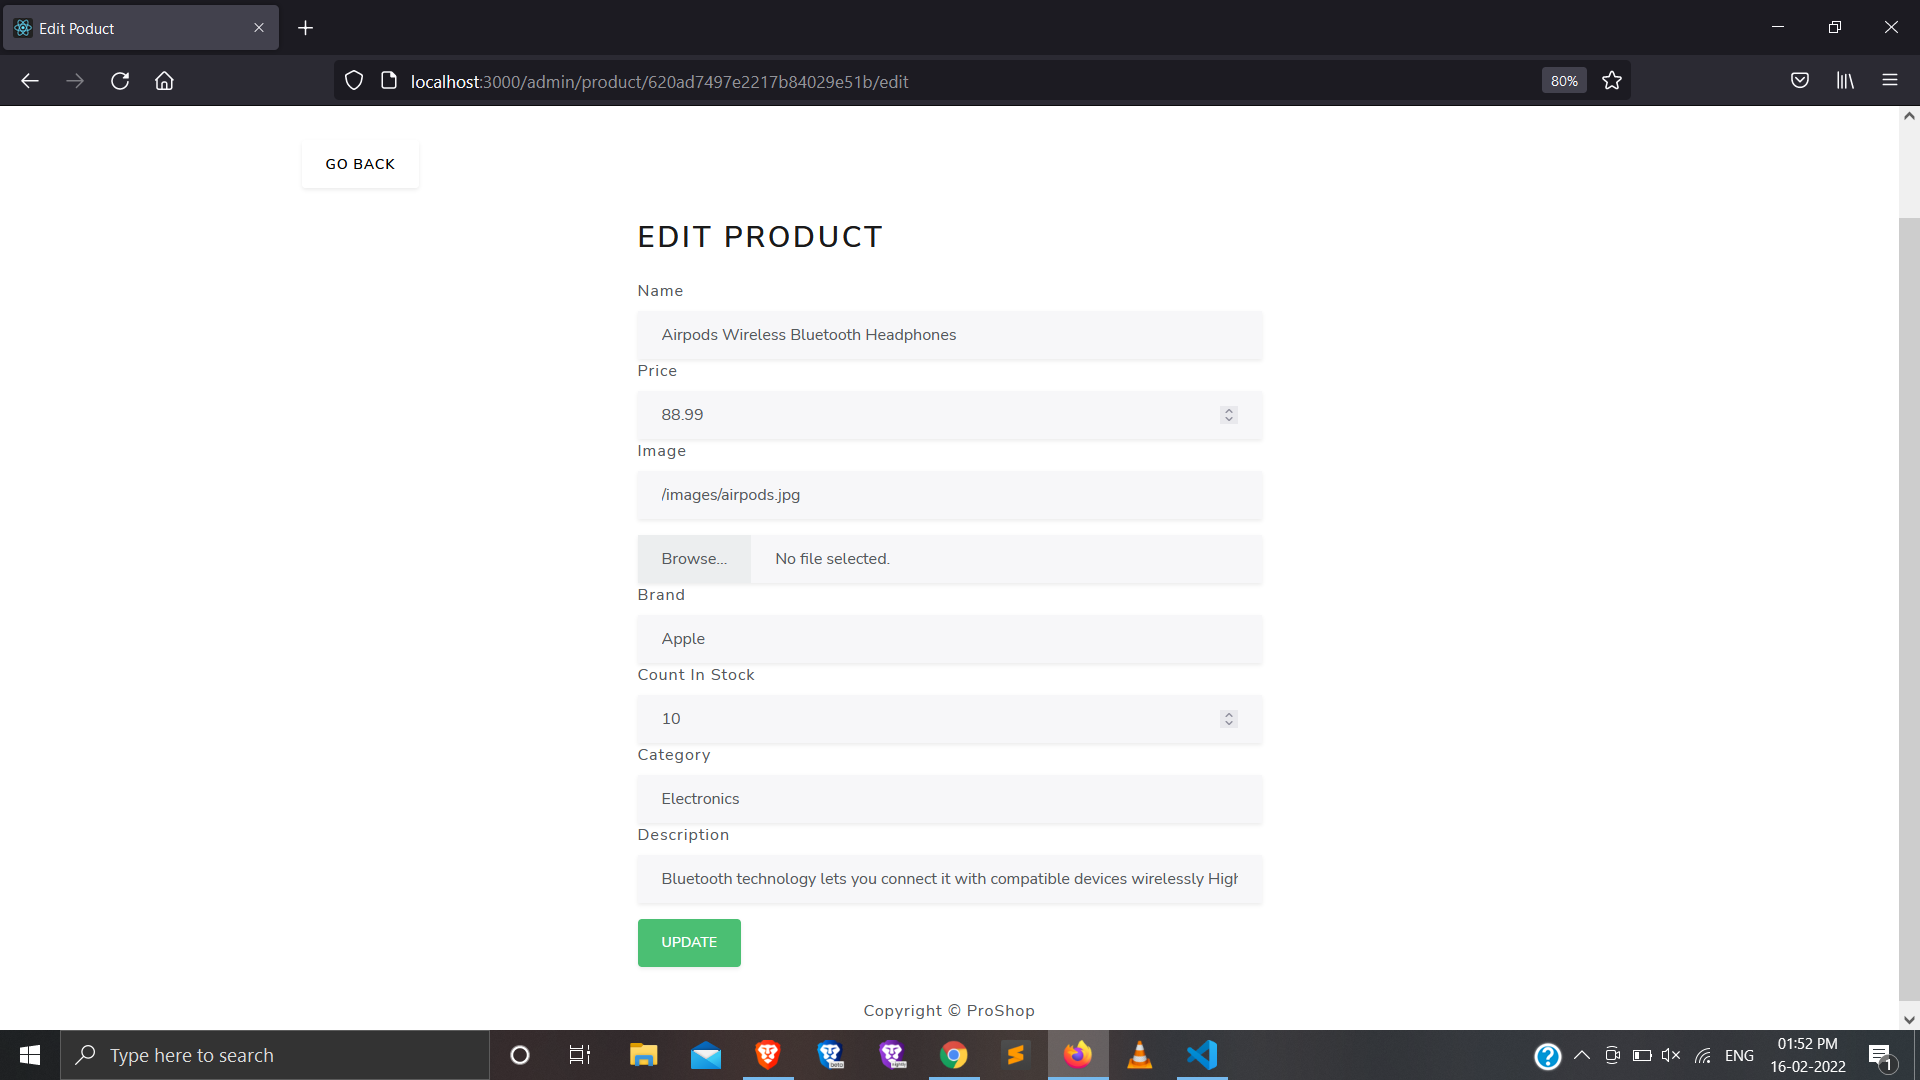 Edit Poduct
localhost:3000/admin/product/620ad7497e2217b84029e51b/edit
80%
GO BACK
EDIT PRODUCT
Name
Airpods Wireless Bluetooth Headphones
Price
88.99
Image
/images/airpods.jpg
Browse...
No file selected.
Brand
Apple
Count In Stock
10
Category
Electronics
Description
Bluetooth technology lets you connect it with compatible devices wirelessly High
UPDATE
Copyright © ProShop
Type here to search
beta
nightly
ENG
01:52 PM
16-02-2022
1